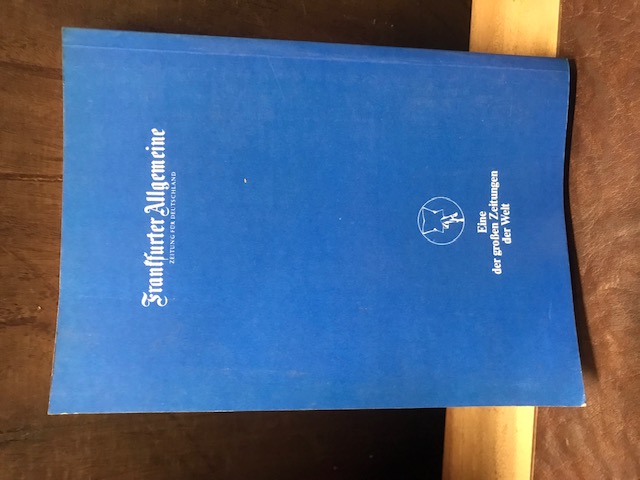 Frankfurter Allgemeine
ZEITUNG FÜR DEUTSCHLAND
Eine
der großen Zeitungen
der Welt